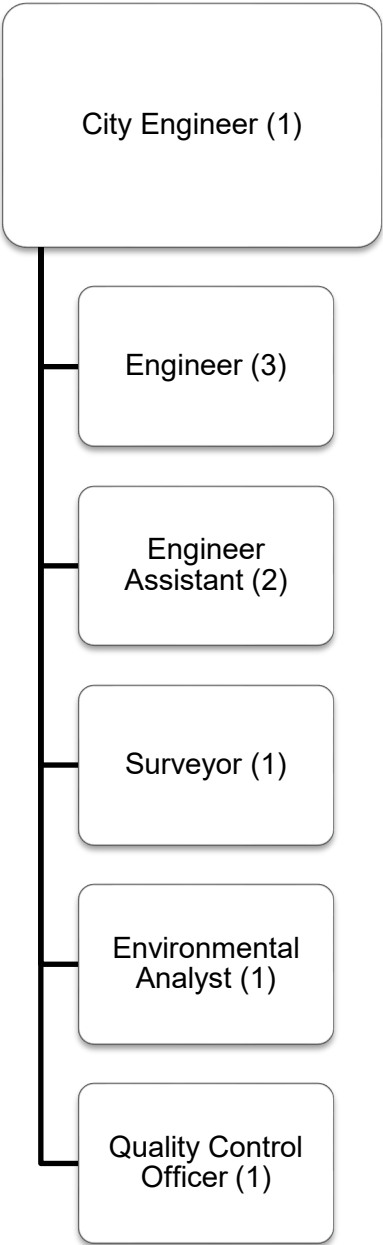 City Engineer (1)
Engineer (3)
Engineer
Assistant (2)
Surveyor (1)
Environmental
Analyst (1)
Quality Control
Officer (1)